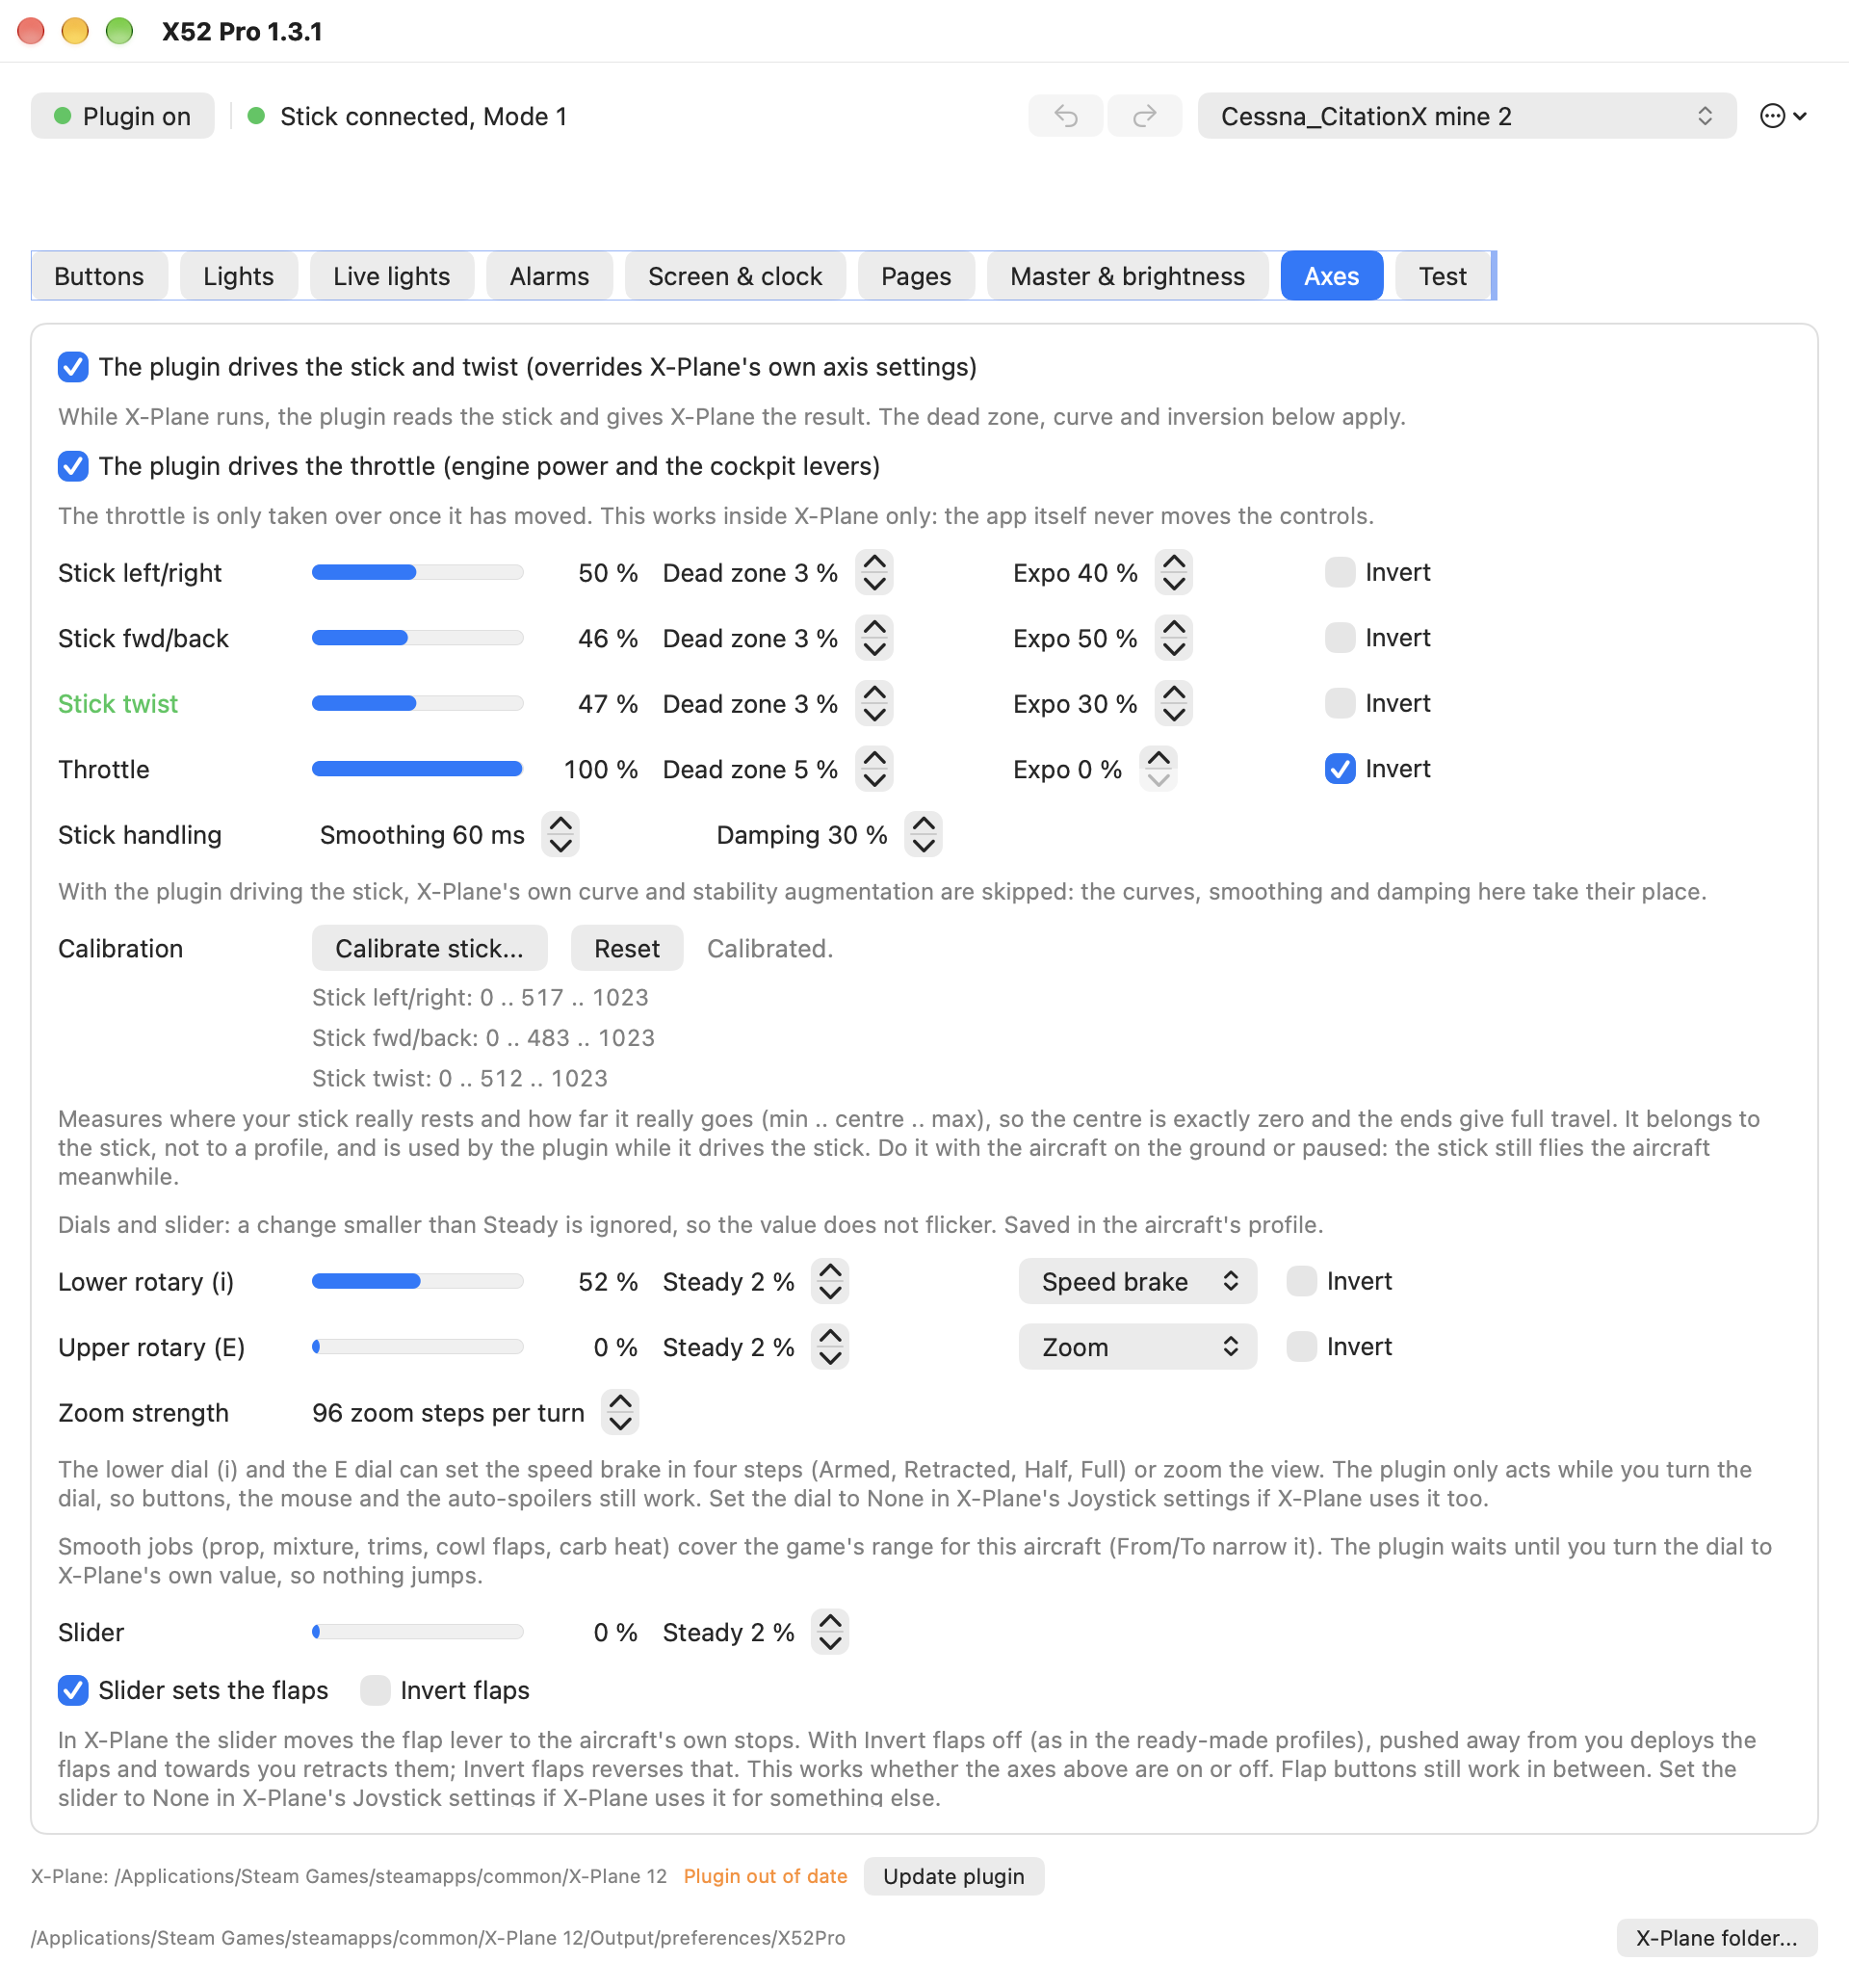 X52 Pro 1.3.1
Plugin on
Stick connected, Mode 1
Cessna_CitationX mine 2
Buttons
Lights
Live lights
Alarms
Screen & clock
Pages
Master & brightness
Axes
Test
The plugin drives the stick and twist (overrides X-Plane's own axis settings)
While X-Plane runs, the plugin reads the stick and gives X-Plane the result. The dead zone, curve and inversion below apply.
The plugin drives the throttle (engine power and the cockpit levers)
The throttle is only taken over once it has moved. This works inside X-Plane only: the app itself never moves the controls.
Stick left/right 50 % Dead zone 3 % Expo 40 % Invert
Stick fwd/back 46 % Dead zone 3 % Expo 50 % Invert
Stick twist 47 % Dead zone 3 % Expo 30 % Invert
Throttle 100 % Dead zone 5 % Expo 0 % Invert
Stick handling Smoothing 60 ms Damping 30 %
With the plugin driving the stick, X-Plane's own curve and stability augmentation are skipped: the curves, smoothing and damping here take their place.
Calibration Calibrate stick... Reset Calibrated.
Stick left/right: 0 .. 517 .. 1023
Stick fwd/back: 0 .. 483 .. 1023
Stick twist: 0 .. 512 .. 1023
Measures where your stick really rests and how far it really goes (min .. centre .. max), so the centre is exactly zero and the ends give full travel. It belongs to
the stick, not to a profile, and is used by the plugin while it drives the stick. Do it with the aircraft on the ground or paused: the stick still flies the aircraft
meanwhile.
Dials and slider: a change smaller than Steady is ignored, so the value does not flicker. Saved in the aircraft's profile.
Lower rotary (i) 52 % Steady 2 % Speed brake Invert
Upper rotary (E) 0 % Steady 2 % Zoom Invert
Zoom strength 96 zoom steps per turn
The lower dial (i) and the E dial can set the speed brake in four steps (Armed, Retracted, Half, Full) or zoom the view. The plugin only acts while you turn the
dial, so buttons, the mouse and the auto-spoilers still work. Set the dial to None in X-Plane's Joystick settings if X-Plane uses it too.
Smooth jobs (prop, mixture, trims, cowl flaps, carb heat) cover the game's range for this aircraft (From/To narrow it). The plugin waits until you turn the dial to
X-Plane's own value, so nothing jumps.
Slider 0 % Steady 2 %
Slider sets the flaps Invert flaps
In X-Plane the slider moves the flap lever to the aircraft's own stops. With Invert flaps off (as in the ready-made profiles), pushed away from you deploys the
flaps and towards you retracts them; Invert flaps reverses that. This works whether the axes above are on or off. Flap buttons still work in between. Set the
slider to None in X-Plane's Joystick settings if X-Plane uses it for something else.
X-Plane: /Applications/Steam Games/steamapps/common/X-Plane 12 Plugin out of date Update plugin
/Applications/Steam Games/steamapps/common/X-Plane 12/Output/preferences/X52Pro
X-Plane folder...